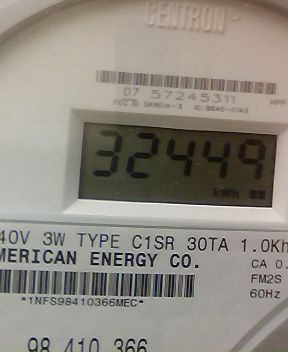 CENTRON®
07 57245311
32449
kWh
40V 3W TYPE C1SR 30TA 1.0Kh
MERICAN ENERGY CO.
CA 0.
FM2S
*1NFS98410366MEC*
60Hz
98 410 366